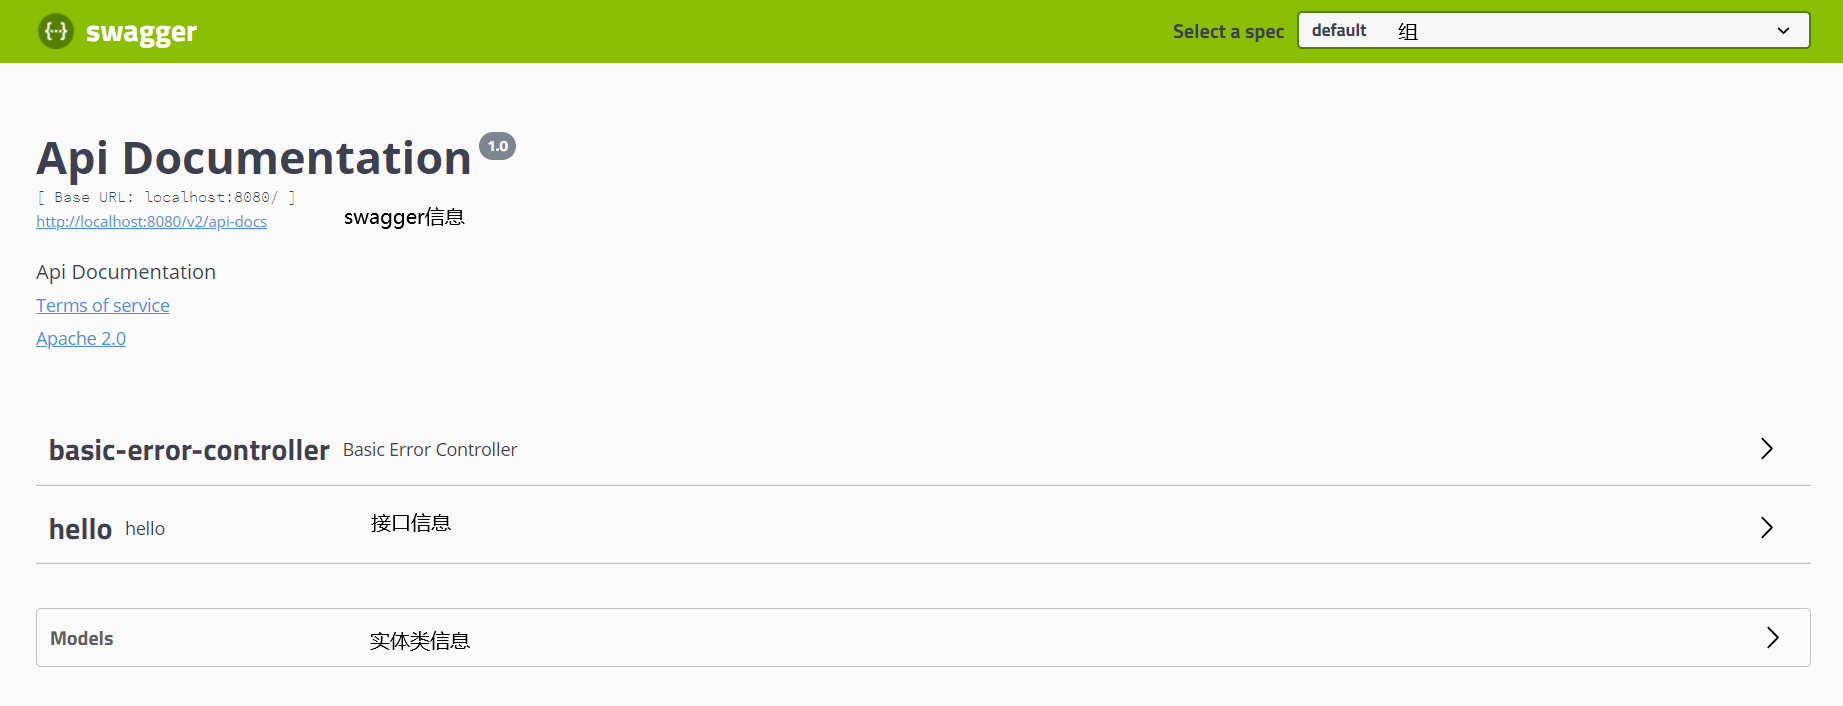 swagger
Select a spec
default 组
Api Documentation 1.0
[ Base URL: localhost:8080/ ]
http://localhost:8080/v2/api-docs
swagger信息
Api Documentation
Terms of service
Apache 2.0
basic-error-controller Basic Error Controller
hello hello
接口信息
Models
实体类信息